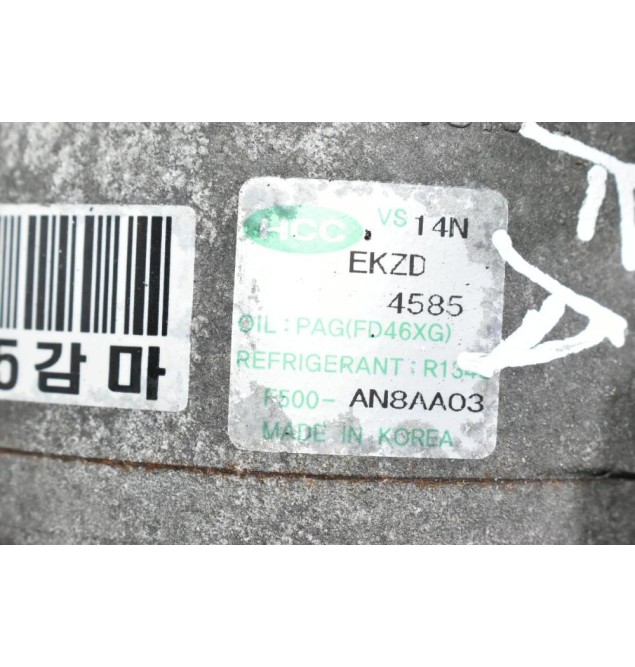 HCC VS 14N
EKZD
4585
OIL : PAG(FD46XG)
REFRIGERANT : R134
F500- AN8AA03
MADE IN KOREA
5감마